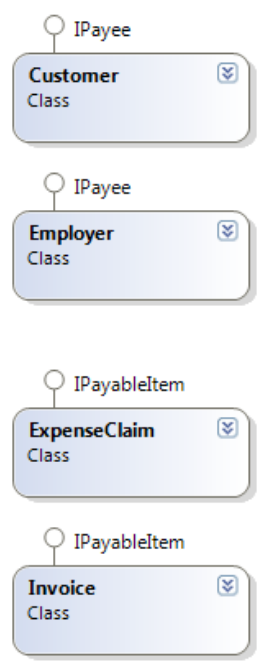 IPayee
Customer
Class
IPayee
Employer
Class
IPayableItem
ExpenseClaim
Class
IPayableItem
Invoice
Class